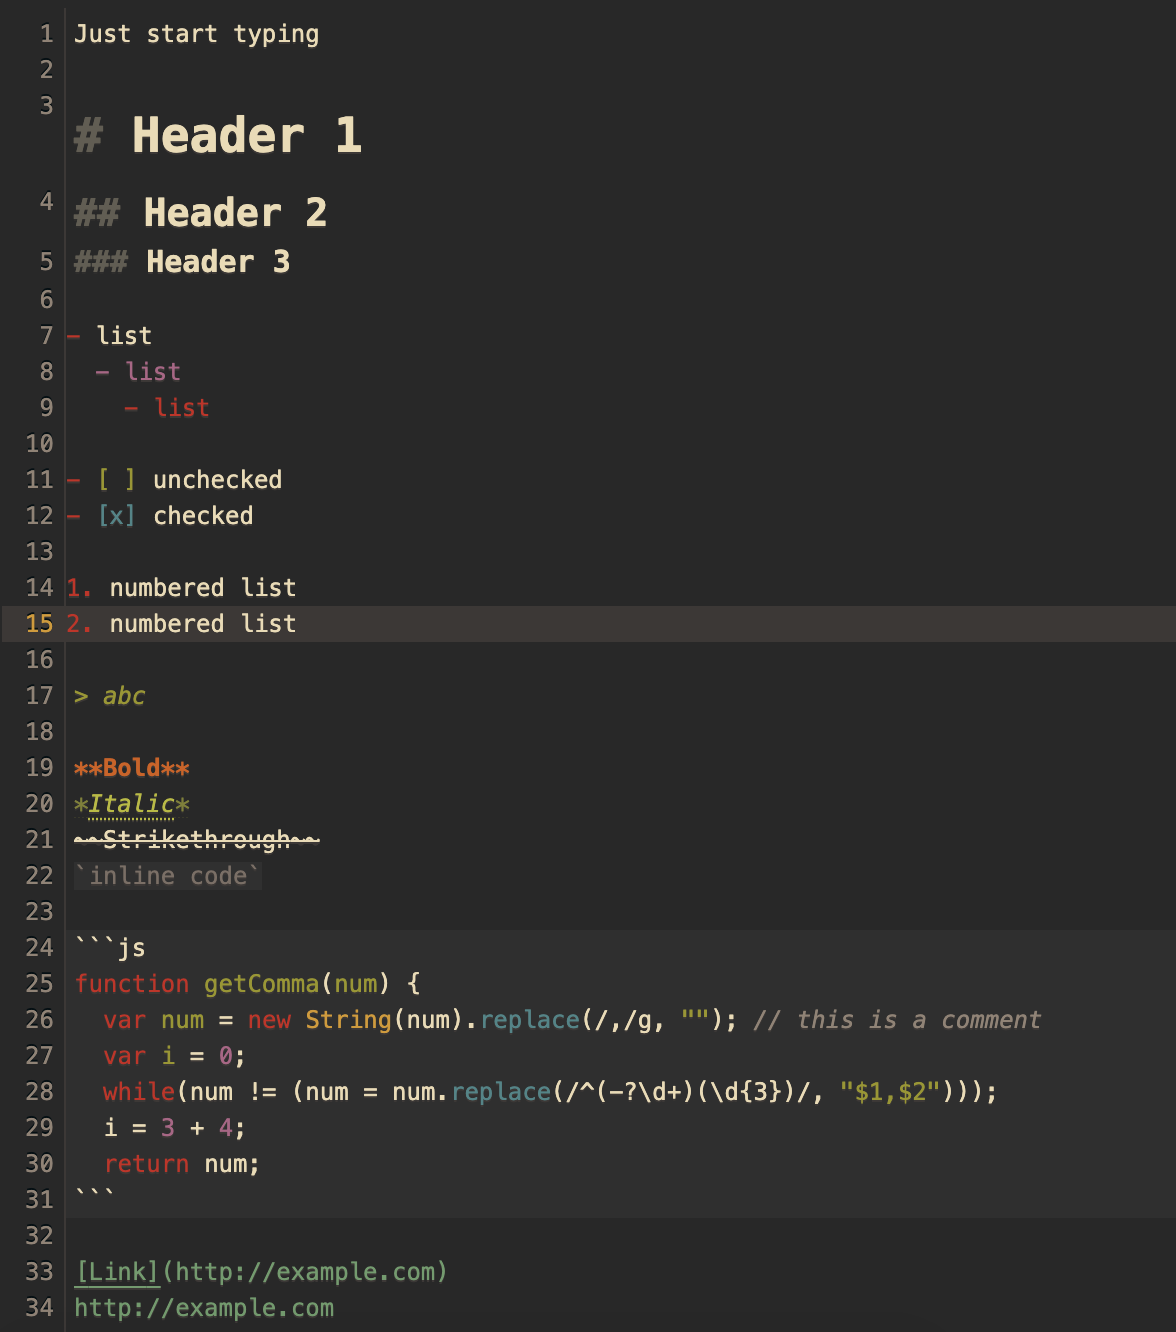 1 Just start typing
2
3 # Header 1
4 ## Header 2
5 ### Header 3
6
7 - list
8   - list
9     - list
10
11 - [ ] unchecked
12 - [x] checked
13
14 1. numbered list
15 2. numbered list
16
17 > abc
18
19 **Bold**
20 *Italic*
21 ~~Strikethrough~~
22 `inline code`
23
24 ```js
25 function getComma(num) {
26   var num = new String(num).replace(/,/g, ""); // this is a comment
27   var i = 0;
28   while(num != (num = num.replace(/^(-?\d+)(\d{3})/, "$1,$2")));
29   i = 3 + 4;
30   return num;
31 ```
32
33 [Link](http://example.com)
34 http://example.com